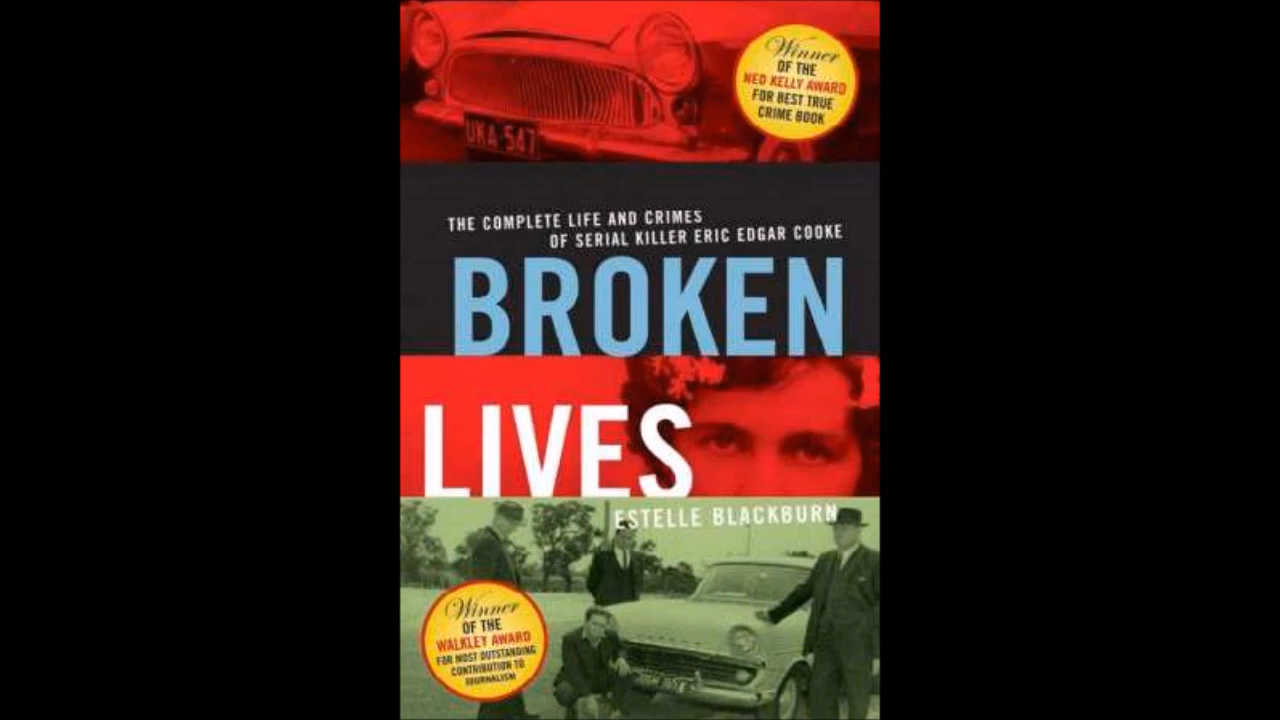 Winner
OF THE
NED KELLY AWARD
FOR BEST TRUE
CRIME BOOK
UKA·547
THE COMPLETE LIFE AND CRIMES
OF SERIAL KILLER ERIC EDGAR COOKE
BROKEN
LIVES
ESTELLE BLACKBURN
Winner
OF THE
WALKLEY AWARD
FOR MOST OUTSTANDING
CONTRIBUTION TO
JOURNALISM